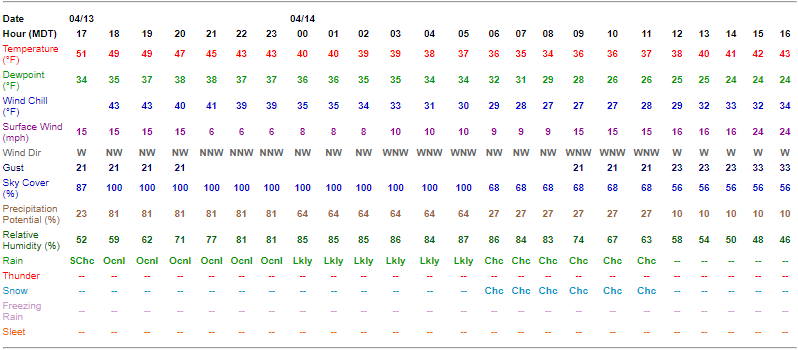 Date 04/13 04/14
Hour (MDT) 17 18 19 20 21 22 23 00 01 02 03 04 05 06 07 08 09 10 11 12 13 14 15 16
Temperature
(°F) 51 49 49 47 45 43 43 40 40 39 39 38 37 36 35 34 36 36 37 38 40 41 42 43
Dewpoint
(°F) 34 35 37 38 38 37 37 36 36 35 35 34 34 32 31 29 28 26 26 25 25 24 24 24
Wind Chill
(°F) 43 43 40 41 39 39 35 35 34 33 31 30 29 28 27 27 27 28 29 32 33 32 34
Surface Wind
(mph) 15 15 15 15 6 6 6 8 8 8 10 10 10 9 9 9 15 15 15 16 16 16 24 24
Wind Dir W NW NW NW NNW NNW NNW NW NW NW WNW WNW WNW NW NW NW WNW WNW WNW W W W W W
Gust 21 21 21 21 21 21 21 23 23 23 33 33
Sky Cover
(%) 87 100 100 100 100 100 100 100 100 100 100 100 100 68 68 68 68 68 68 56 56 56 56 56
Precipitation
Potential (%) 23 81 81 81 81 81 81 64 64 64 64 64 64 27 27 27 27 27 27 10 10 10 10 10
Relative
Humidity (%) 52 59 62 71 77 81 81 85 85 85 86 84 87 86 84 83 74 67 63 58 54 50 48 46
Rain SChc Ocnl Ocnl Ocnl Ocnl Ocnl Ocnl Lkly Lkly Lkly Lkly Lkly Lkly Chc Chc Chc Chc Chc Chc -- -- -- -- --
Thunder -- -- -- -- -- -- -- -- -- -- -- -- -- -- -- -- -- -- -- -- -- -- -- --
Snow -- -- -- -- -- -- -- -- -- -- -- -- -- Chc Chc Chc Chc Chc Chc -- -- -- -- --
Freezing
Rain -- -- -- -- -- -- -- -- -- -- -- -- -- -- -- -- -- -- -- -- -- -- -- --
Sleet -- -- -- -- -- -- -- -- -- -- -- -- -- -- -- -- -- -- -- -- -- -- -- --